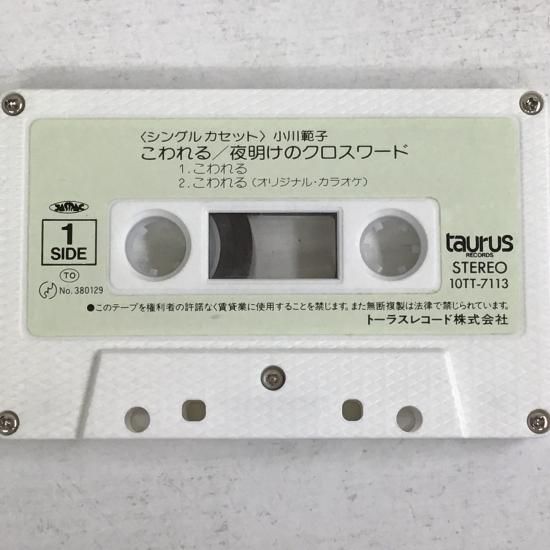 〈シングル カセット〉 小川範子
こわれる／夜明けのクロスワード
1. こわれる
2. こわれる (オリジナル・カラオケ)
JASRAC
1
SIDE
TO
No. 380129
taurus
RECORDS
STEREO
10TT-7113
●このテープを権利者の許諾なく賃貸業に使用することを禁じます。また無断複製は法律で禁じられています。
トーラスレコード株式会社